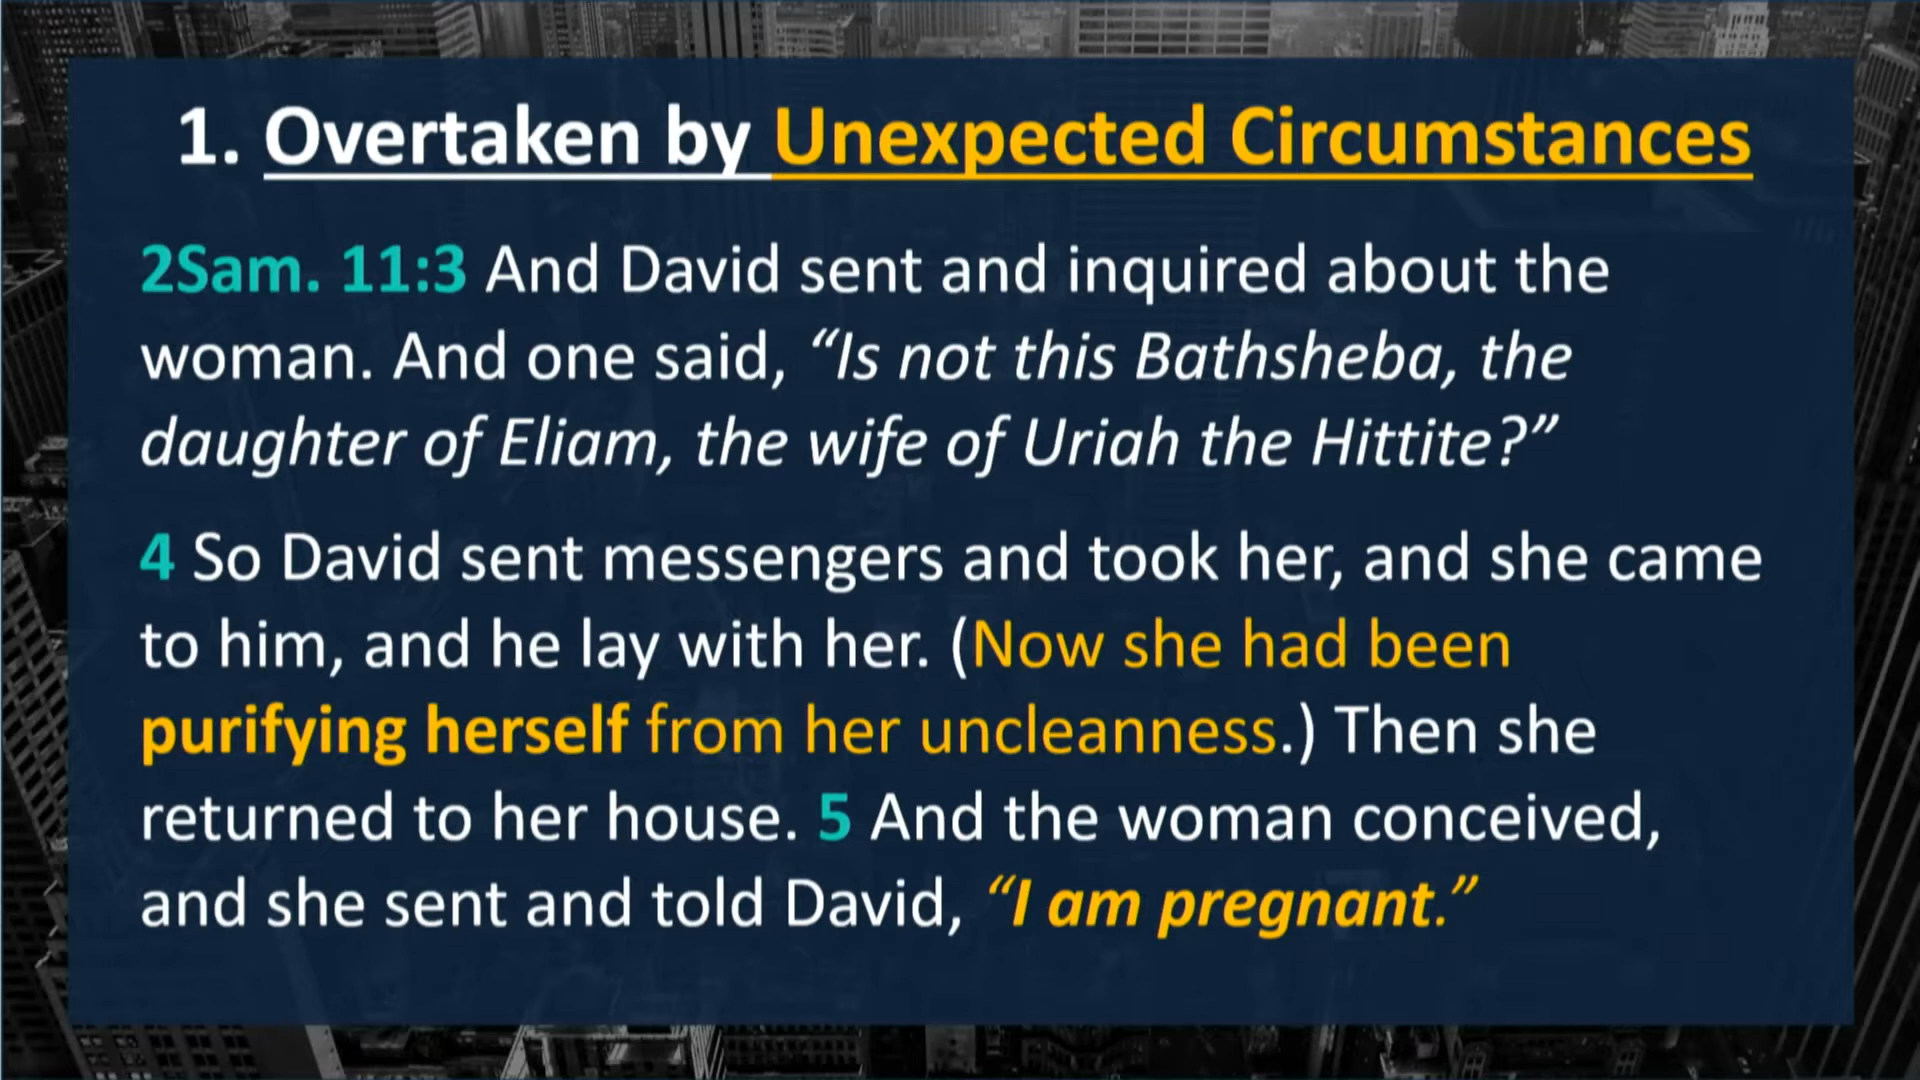 1. Overtaken by Unexpected Circumstances
2Sam. 11:3 And David sent and inquired about the
woman. And one said, “Is not this Bathsheba, the
daughter of Eliam, the wife of Uriah the Hittite?”
4 So David sent messengers and took her, and she came
to him, and he lay with her. (Now she had been
purifying herself from her uncleanness.) Then she
returned to her house. 5 And the woman conceived,
and she sent and told David, “I am pregnant.”